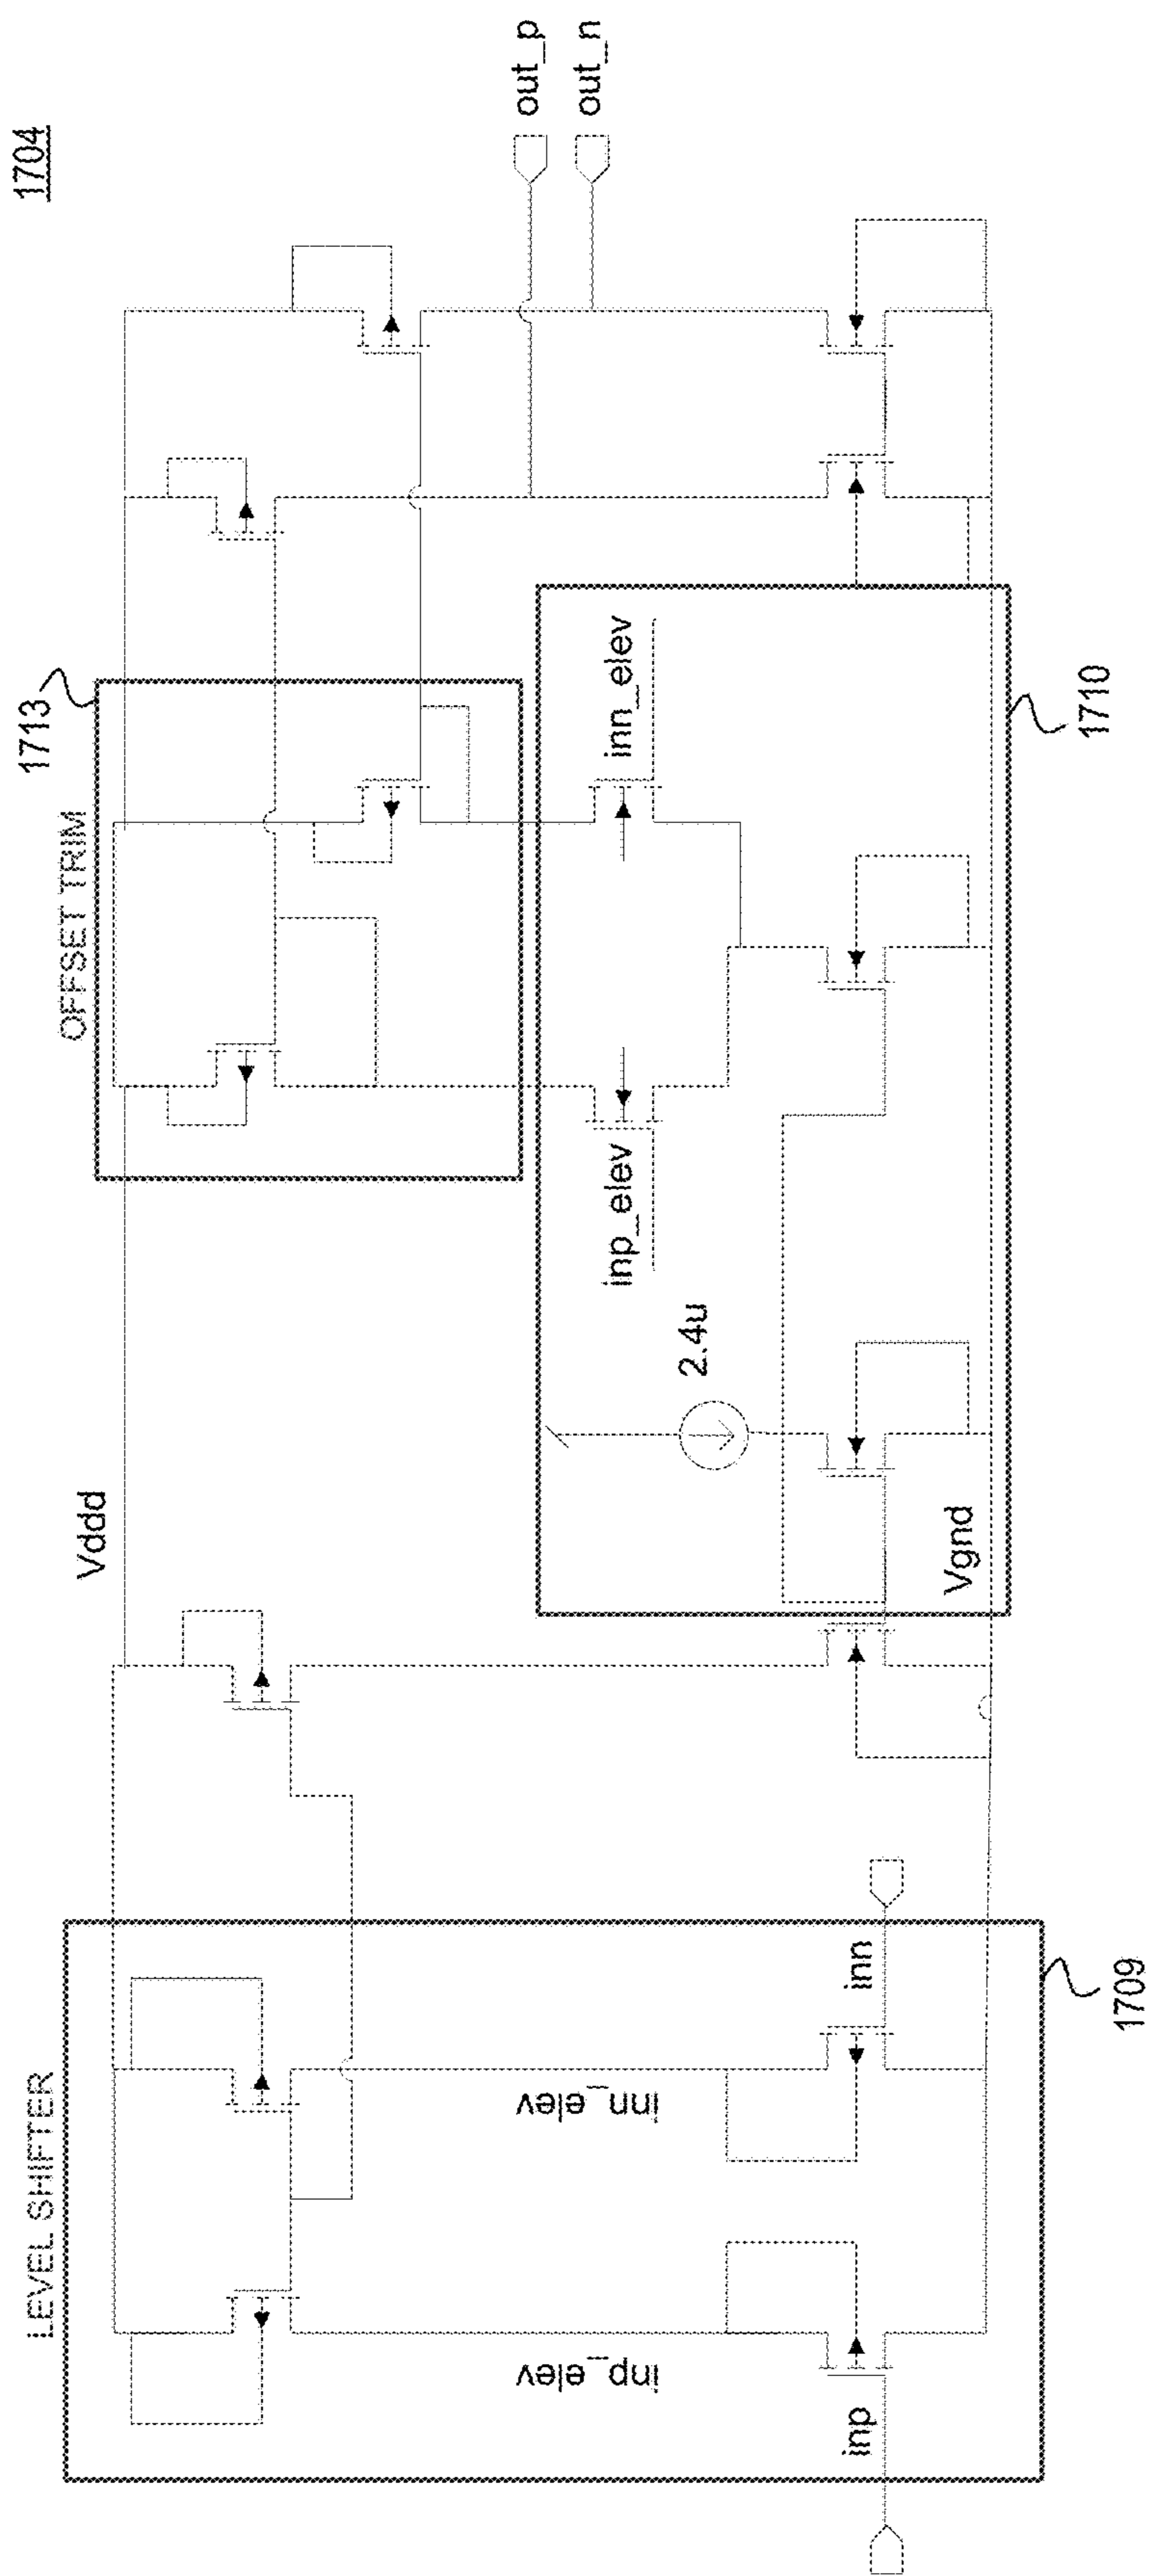 1704
LEVEL SHIFTER
inp
inp_elev
inn_elev
inn
1709
Vddd
Vgnd
2.4u
inp_elev
inn_elev
1710
OFFSET TRIM
1713
out_p
out_n